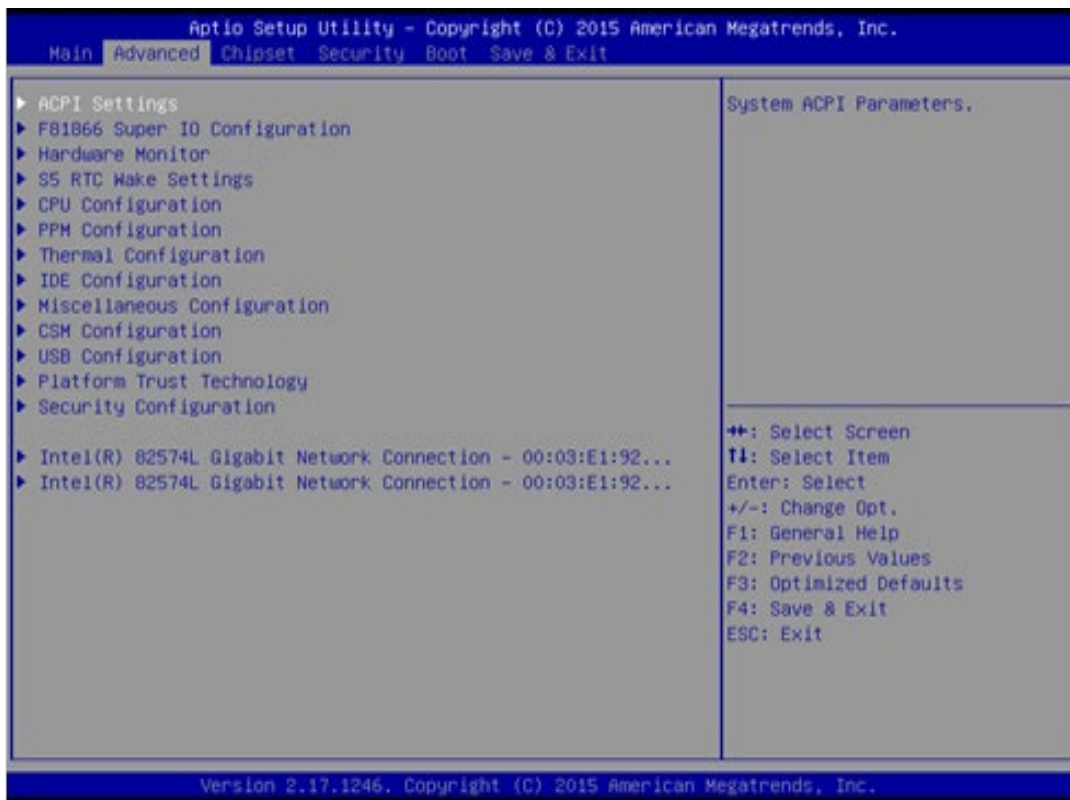 Aptio Setup Utility - Copyright (C) 2015 American Megatrends, Inc.
Main Advanced Chipset Security Boot Save & Exit
ACPI Settings
F81866 Super IO Configuration
Hardware Monitor
S5 RTC Wake Settings
CPU Configuration
PPM Configuration
Thermal Configuration
IDE Configuration
Miscellaneous Configuration
CSM Configuration
USB Configuration
Platform Trust Technology
Security Configuration
Intel(R) 82574L Gigabit Network Connection - 00:03:E1:92...
Intel(R) 82574L Gigabit Network Connection - 00:03:E1:92...
System ACPI Parameters.
→←: Select Screen
↑↓: Select Item
Enter: Select
+/-: Change Opt.
F1: General Help
F2: Previous Values
F3: Optimized Defaults
F4: Save & Exit
ESC: Exit
Version 2.17.1246. Copyright (C) 2015 American Megatrends, Inc.